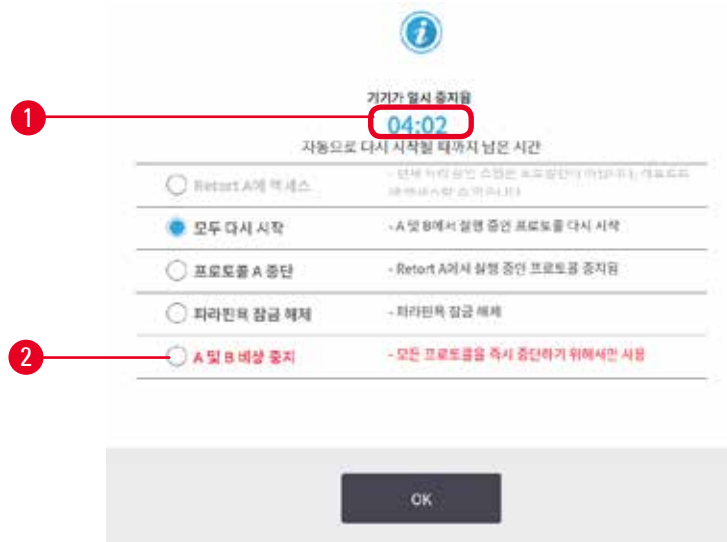 기기가 일시 중지됨
1
04:02
자동으로 다시 시작될 때까지 남은 시간
Retort A에 액세스
모두 다시 시작 - A 및 B에서 실행 중인 프로토콜 다시 시작
프로토콜 A 중단 - Retort A에서 실행 중인 프로토콜 중지됨
파라핀욕 잠금 해제 - 파라핀욕 잠금 해제
2 A 및 B 비상 중지 - 모든 프로토콜을 즉시 중단하기 위해서만 사용
OK